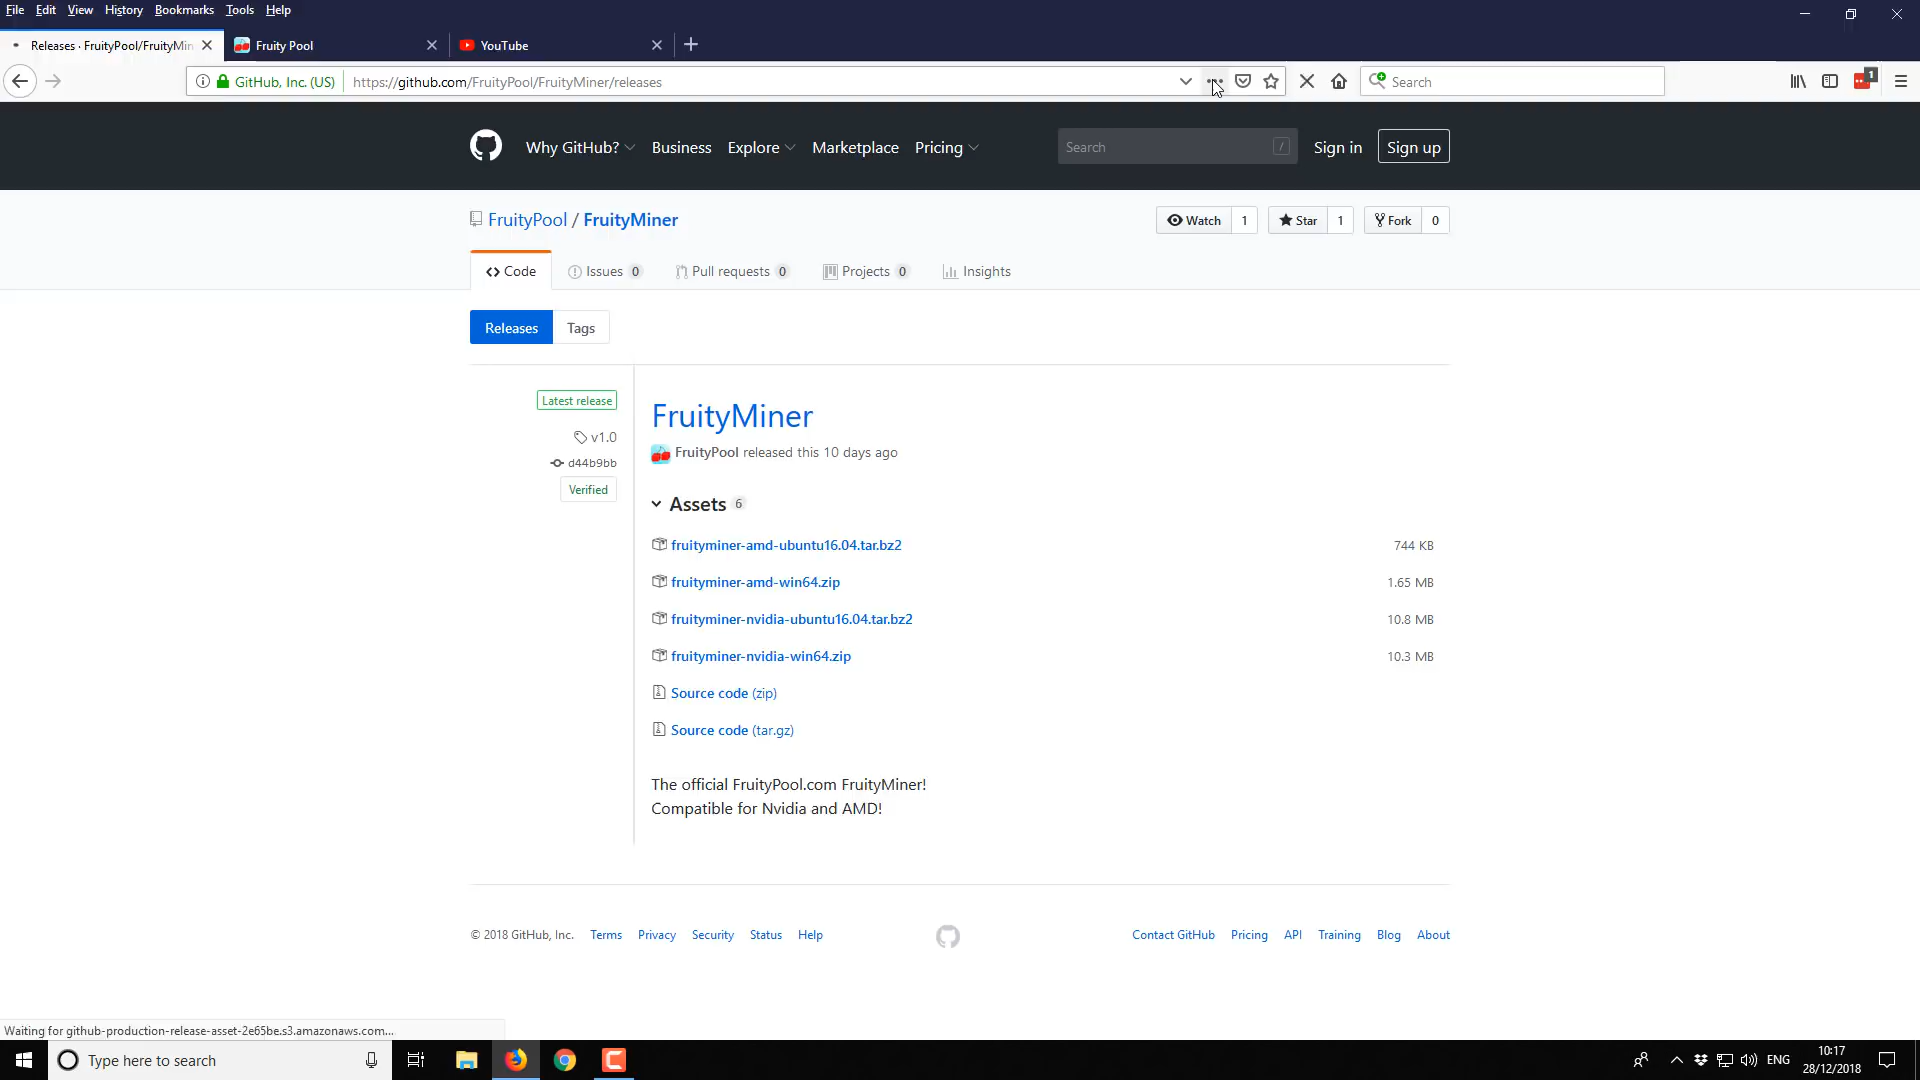 File Edit View History Bookmarks Tools Help
Releases · FruityPool/FruityMin
Fruity Pool
YouTube
GitHub, Inc. (US)
https://github.com/FruityPool/FruityMiner/releases
Search
1
Why GitHub?
Business
Explore
Marketplace
Pricing
Search /
Sign in
Sign up
FruityPool / FruityMiner
Watch 1
Star 1
Fork 0
Code
Issues 0
Pull requests 0
Projects 0
Insights
Releases
Tags
Latest release
v1.0
d44b9bb
Verified
FruityMiner
FruityPool released this 10 days ago
Assets 6
fruityminer-amd-ubuntu16.04.tar.bz2 744 KB
fruityminer-amd-win64.zip 1.65 MB
fruityminer-nvidia-ubuntu16.04.tar.bz2 10.8 MB
fruityminer-nvidia-win64.zip 10.3 MB
Source code (zip)
Source code (tar.gz)
The official FruityPool.com FruityMiner!
Compatible for Nvidia and AMD!
© 2018 GitHub, Inc. Terms Privacy Security Status Help
Contact GitHub Pricing API Training Blog About
Waiting for github-production-release-asset-2e65be.s3.amazonaws.com...
Type here to search
ENG
10:17
28/12/2018